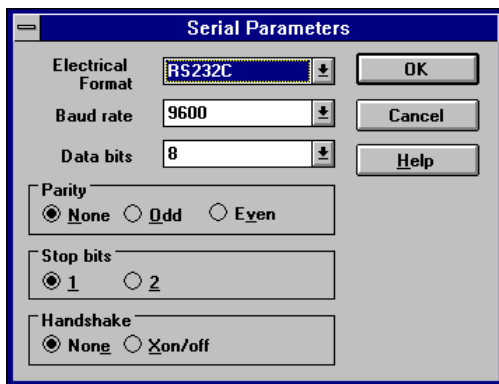 Serial Parameters
Electrical Format RS232C OK
Baud rate 9600 Cancel
Data bits 8 Help
Parity
None Odd Even
Stop bits
1 2
Handshake
None Xon/off